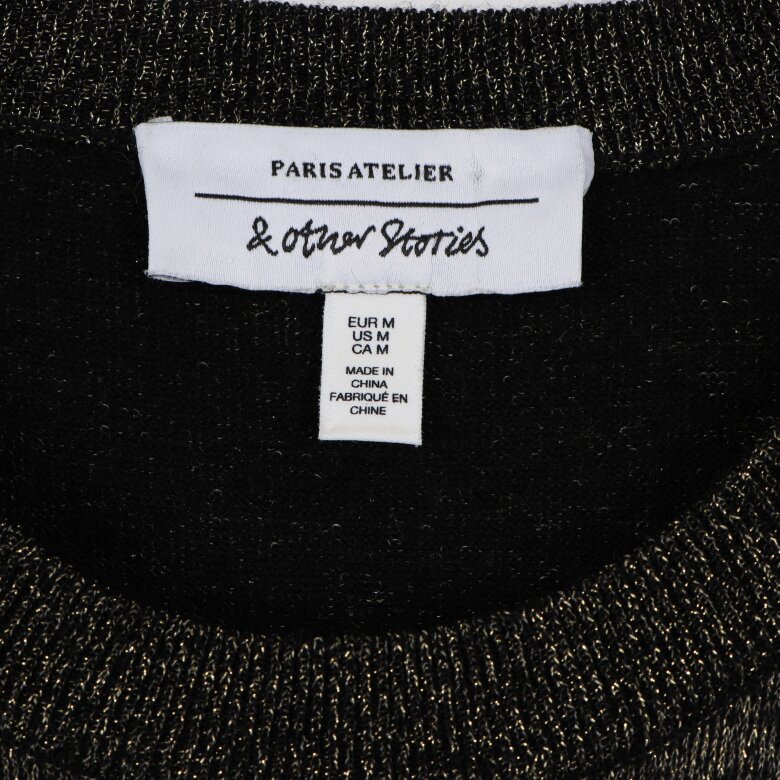 PARIS ATELIER
& other Stories
EUR M
US M
CA M
MADE IN
CHINA
FABRIQUÉ EN
CHINE